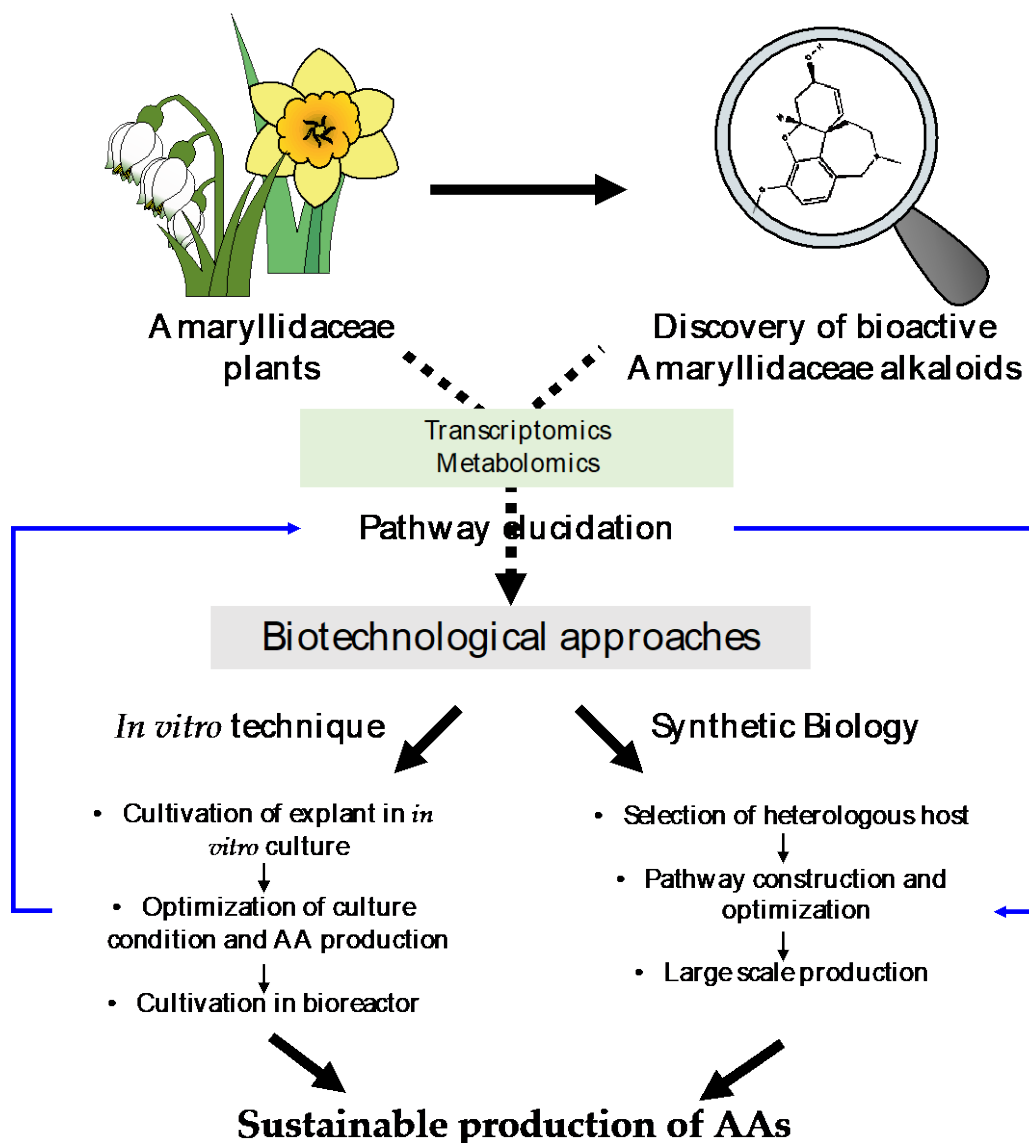 Amaryllidaceae
plants
Discovery of bioactive
Amaryllidaceae alkaloids
Transcriptomics
Metabolomics
Pathway elucidation
Biotechnological approaches
In vitro technique
• Cultivation of explant in in
vitro culture
• Optimization of culture
condition and AA production
• Cultivation in bioreactor
Synthetic Biology
• Selection of heterologous host
• Pathway construction and
optimization
• Large scale production
Sustainable production of AAs